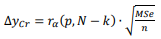 Δy_Cr = r_α(p, N − k) · √(MSe/n)